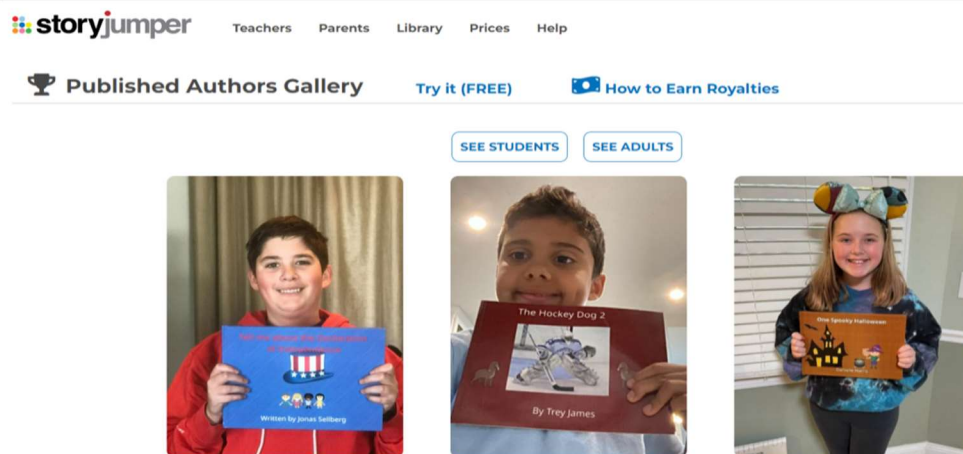 storyjumper
Teachers Parents Library Prices Help
Published Authors Gallery Try it (FREE) How to Earn Royalties
SEE STUDENTS SEE ADULTS
Written by Jonas Sellberg
The Hockey Dog 2
By Trey James
One Spooky Halloween